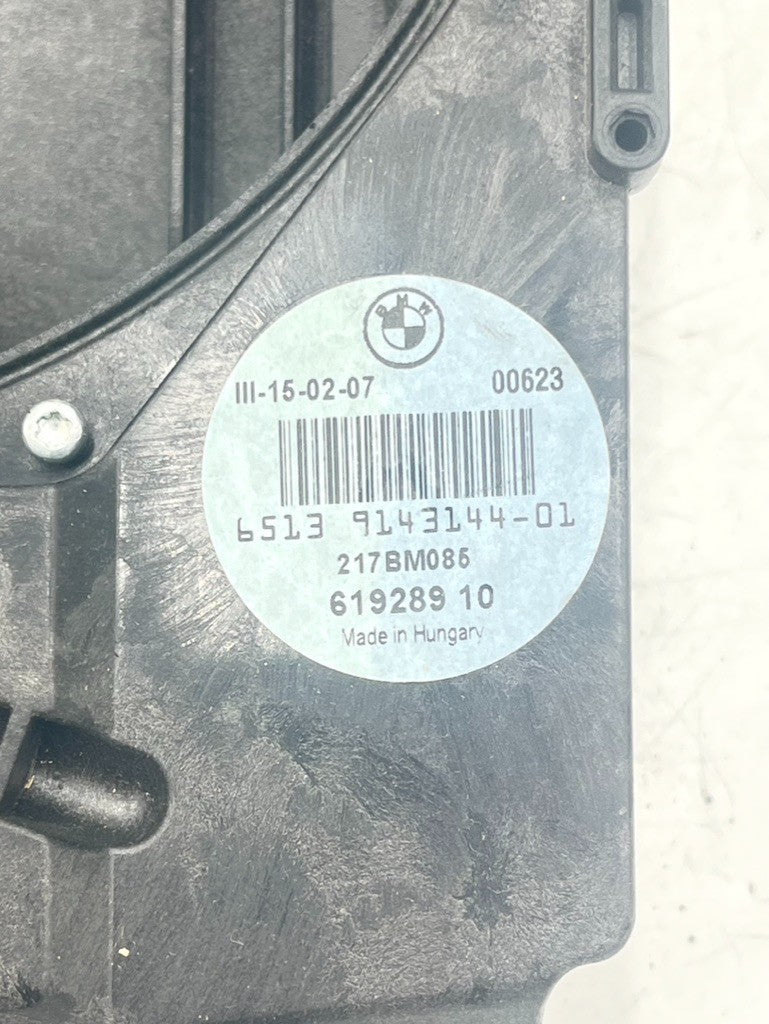 BMW
III-15-02-07 00623
6513 9143144-01
217BM085
619289 10
Made in Hungary